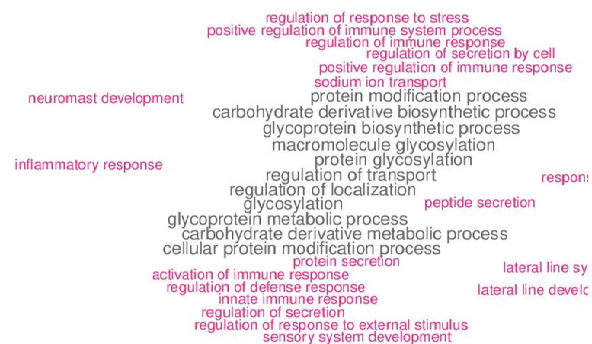 regulation of response to stress
positive regulation of immune system process
regulation of immune response
regulation of secretion by cell
positive regulation of immune response
sodium ion transport
neuromast development
protein modification process
carbohydrate derivative biosynthetic process
glycoprotein biosynthetic process
macromolecule glycosylation
inflammatory response
protein glycosylation
regulation of transport
regulation of localization
glycosylation
peptide secretion
glycoprotein metabolic process
carbohydrate derivative metabolic process
cellular protein modification process
protein secretion
lateral line
activation of immune response
regulation of defense response
lateral line
innate immune response
regulation of secretion
regulation of response to external stimulus
sensory system development